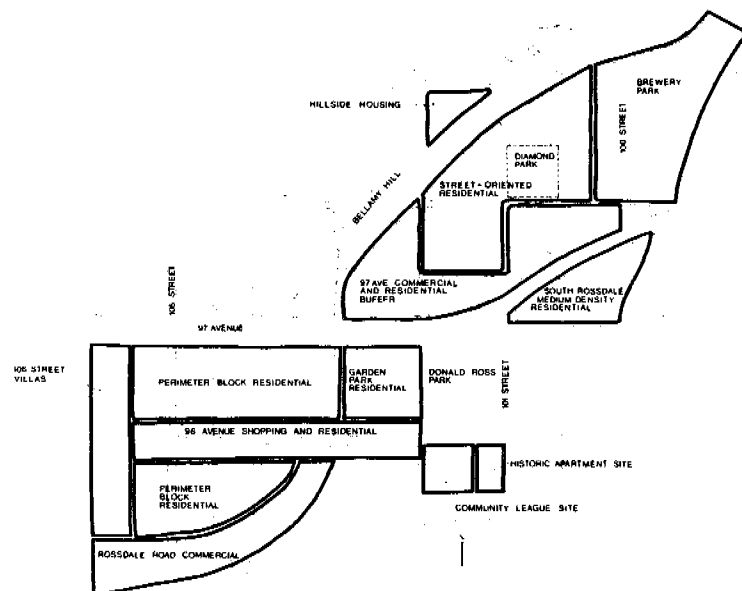 BREWERY
PARK
HILLSIDE HOUSING
100 STREET
DIAMOND
PARK
STREET-ORIENTED
RESIDENTIAL
BELLAMY HILL
97 AVE COMMERCIAL
AND RESIDENTIAL
BUFEFR
SOUTH ROSSDALE
MEDIUM DENSITY
RESIDENTIAL
105 STREET
97 AVENUE
106 STREET
VILLAS
PERIMETER BLOCK RESIDENTIAL
GARDEN
PARK
RESIDENTIAL
DONALD ROSS
PARK
101 STREET
96 AVENUE SHOPPING AND RESIDENTIAL
HISTORIC APARTMENT SITE
PERIMETER
BLOCK
RESIDENTIAL
COMMUNITY LEAGUE SITE
ROSSDALE ROAD COMMERCIAL